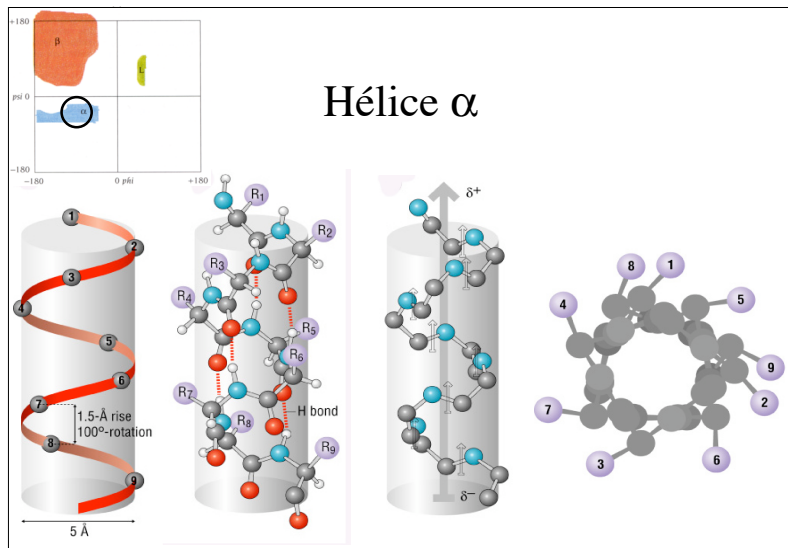 +180
β
L
psi 0
α
−180
−180
0 phi
+180
Hélice α
1
2
3
4
5
6
7
1.5-Å rise
100º-rotation
8
9
5 Å
R1
R2
R3
R4
R5
R6
R7
R8
R9
H bond
δ+
δ−
8
1
4
5
9
7
2
3
6